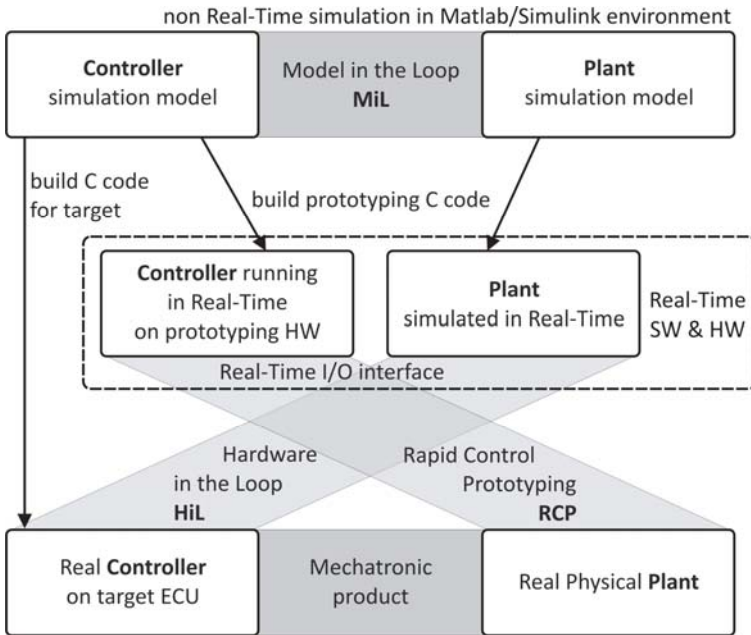 non Real-Time simulation in Matlab/Simulink environment
Controller
simulation model
Model in the Loop
MiL
Plant
simulation model
build C code
for target
build prototyping C code
Controller running
in Real-Time
on prototyping HW
Plant
simulated in Real-Time
Real-Time
SW & HW
Real-Time I/O interface
Hardware
in the Loop
HiL
Rapid Control
Prototyping
RCP
Real Controller
on target ECU
Mechatronic
product
Real Physical Plant